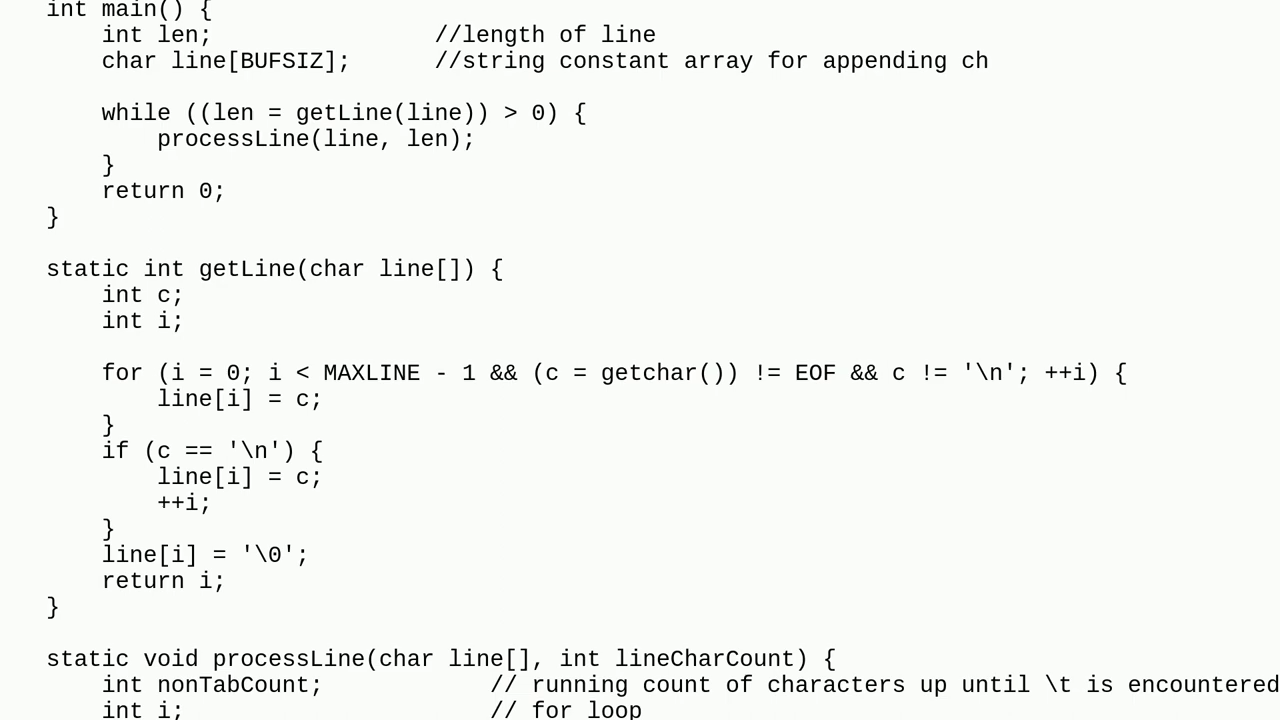 int main() {
    int len;                //length of line
    char line[BUFSIZ];      //string constant array for appending ch

    while ((len = getLine(line)) > 0) {
        processLine(line, len);
    }
    return 0;
}

static int getLine(char line[]) {
    int c;
    int i;

    for (i = 0; i < MAXLINE - 1 && (c = getchar()) != EOF && c != '\n'; ++i) {
        line[i] = c;
    }
    if (c == '\n') {
        line[i] = c;
        ++i;
    }
    line[i] = '\0';
    return i;
}

static void processLine(char line[], int lineCharCount) {
    int nonTabCount;            // running count of characters up until \t is encountered
    int i;                      // for loop